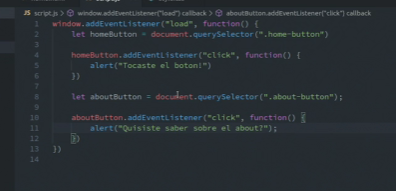 JS script.js > window.addEventListener("load") callback > aboutButton.addEventListener("click") callback
1 window.addEventListener("load", function() {
2 let homeButton = document.querySelector(".home-button")
3
4 homeButton.addEventListener("click", function() {
5 alert("Tocaste el boton!")
6 })
7
8 let aboutButton = document.querySelector(".about-button");
9
10 aboutButton.addEventListener("click", function() {
11 alert("Quisiste saber sobre el about?");
12 })
13 })
14